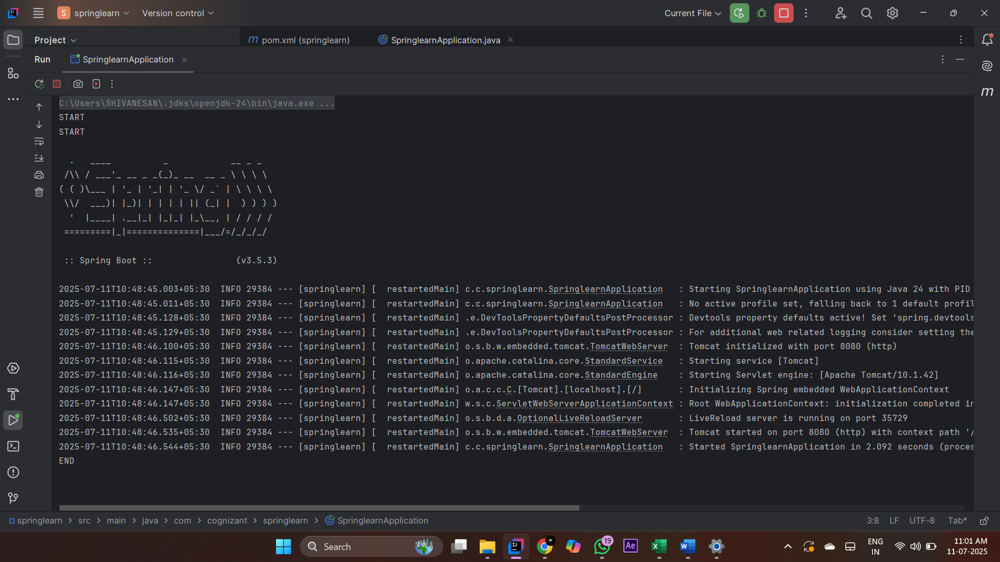 S springlearn Version control Current File
Project pom.xml (springlearn) SpringlearnApplication.java
Run SpringlearnApplication
C:\Users\SHIVANESAN\.jdks\openjdk-24\bin\java.exe ...
START
START
  .   ____          _            __ _ _
 /\\ / ___'_ __ _ _(_)_ __  __ _ \ \ \ \
( ( )\___ | '_ | '_| | '_ \/ _` | \ \ \ \
 \\/  ___)| |_)| | | | | || (_| |  ) ) ) )
  '  |____| .__|_| |_|_| |_\__, | / / / /
 =========|_|==============|___/=/_/_/_/
 :: Spring Boot ::                (v3.5.3)
2025-07-11T10:48:45.003+05:30  INFO 29384 --- [springlearn] [  restartedMain] c.c.springlearn.SpringlearnApplication   : Starting SpringlearnApplication using Java 24 with PID
2025-07-11T10:48:45.011+05:30  INFO 29384 --- [springlearn] [  restartedMain] c.c.springlearn.SpringlearnApplication   : No active profile set, falling back to 1 default profil
2025-07-11T10:48:45.128+05:30  INFO 29384 --- [springlearn] [  restartedMain] .e.DevToolsPropertyDefaultsPostProcessor : Devtools property defaults active! Set 'spring.devtools
2025-07-11T10:48:45.129+05:30  INFO 29384 --- [springlearn] [  restartedMain] .e.DevToolsPropertyDefaultsPostProcessor : For additional web related logging consider setting the
2025-07-11T10:48:46.100+05:30  INFO 29384 --- [springlearn] [  restartedMain] o.s.b.w.embedded.tomcat.TomcatWebServer  : Tomcat initialized with port 8080 (http)
2025-07-11T10:48:46.115+05:30  INFO 29384 --- [springlearn] [  restartedMain] o.apache.catalina.core.StandardService   : Starting service [Tomcat]
2025-07-11T10:48:46.116+05:30  INFO 29384 --- [springlearn] [  restartedMain] o.apache.catalina.core.StandardEngine    : Starting Servlet engine: [Apache Tomcat/10.1.42]
2025-07-11T10:48:46.147+05:30  INFO 29384 --- [springlearn] [  restartedMain] o.a.c.c.C.[Tomcat].[localhost].[/]       : Initializing Spring embedded WebApplicationContext
2025-07-11T10:48:46.147+05:30  INFO 29384 --- [springlearn] [  restartedMain] w.s.c.ServletWebServerApplicationContext : Root WebApplicationContext: initialization completed in
2025-07-11T10:48:46.502+05:30  INFO 29384 --- [springlearn] [  restartedMain] o.s.b.d.a.OptionalLiveReloadServer       : LiveReload server is running on port 35729
2025-07-11T10:48:46.535+05:30  INFO 29384 --- [springlearn] [  restartedMain] o.s.b.w.embedded.tomcat.TomcatWebServer  : Tomcat started on port 8080 (http) with context path '/
2025-07-11T10:48:46.544+05:30  INFO 29384 --- [springlearn] [  restartedMain] c.c.springlearn.SpringlearnApplication   : Started SpringlearnApplication in 2.092 seconds (proces
END
springlearn > src > main > java > com > cognizant > springlearn > SpringlearnApplication 3:8 LF UTF-8 Tab*
Search 19 Ae ENG 11:01 AM
IN 11-07-2025